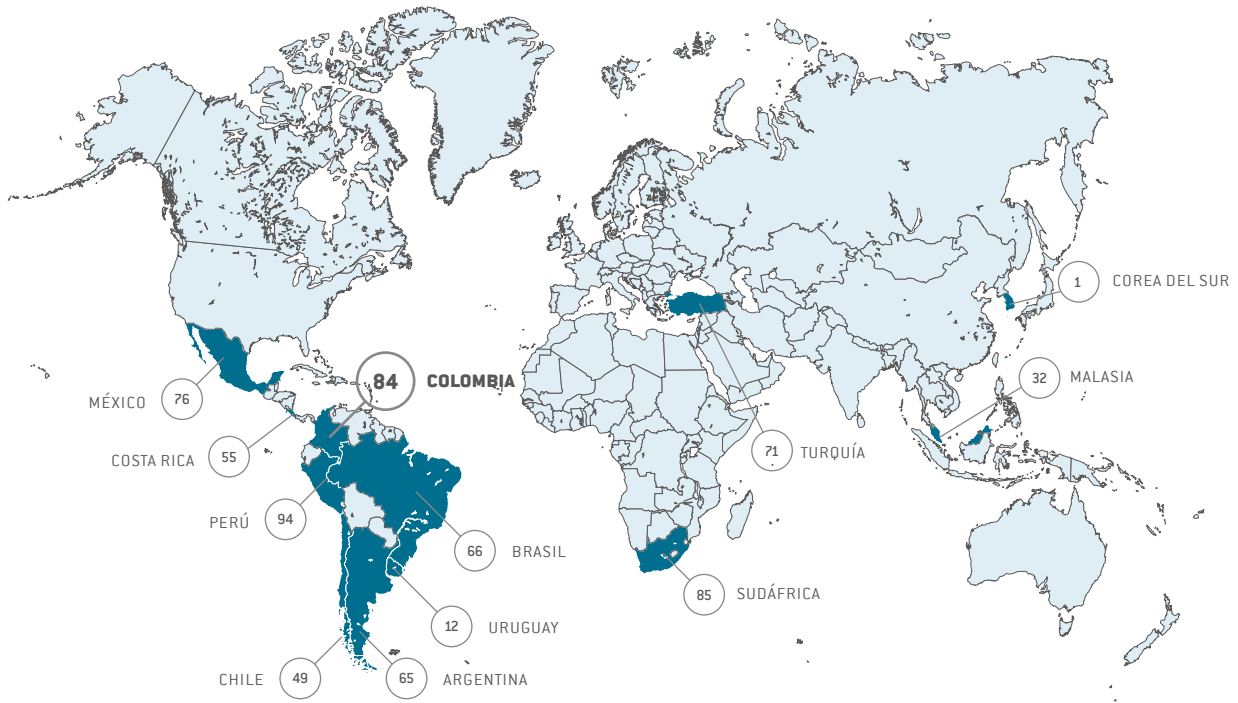 1 COREA DEL SUR
32 MALASIA
84 COLOMBIA
MÉXICO 76
71 TURQUÍA
COSTA RICA 55
PERÚ 94
66 BRASIL
85 SUDÁFRICA
12 URUGUAY
CHILE 49
65 ARGENTINA